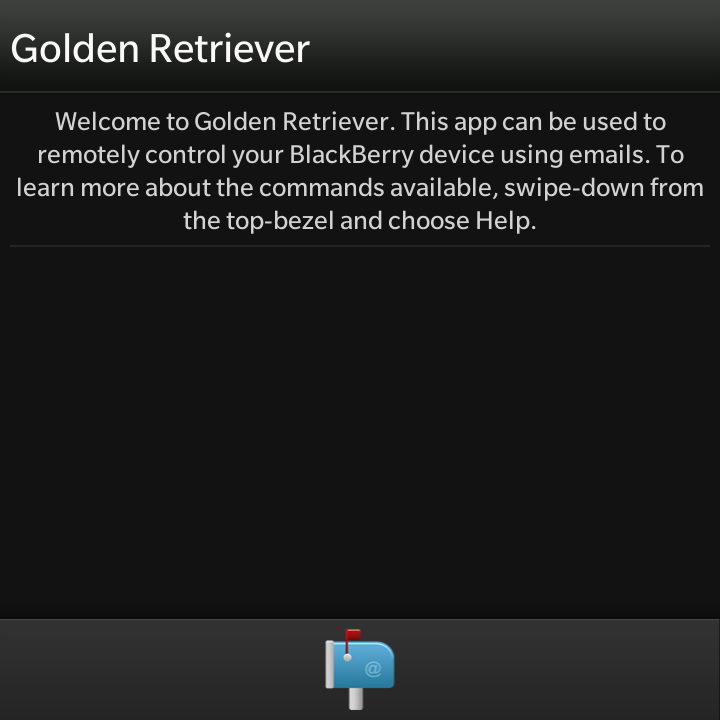 Golden Retriever
Welcome to Golden Retriever. This app can be used to
remotely control your BlackBerry device using emails. To
learn more about the commands available, swipe-down from
the top-bezel and choose Help.
@